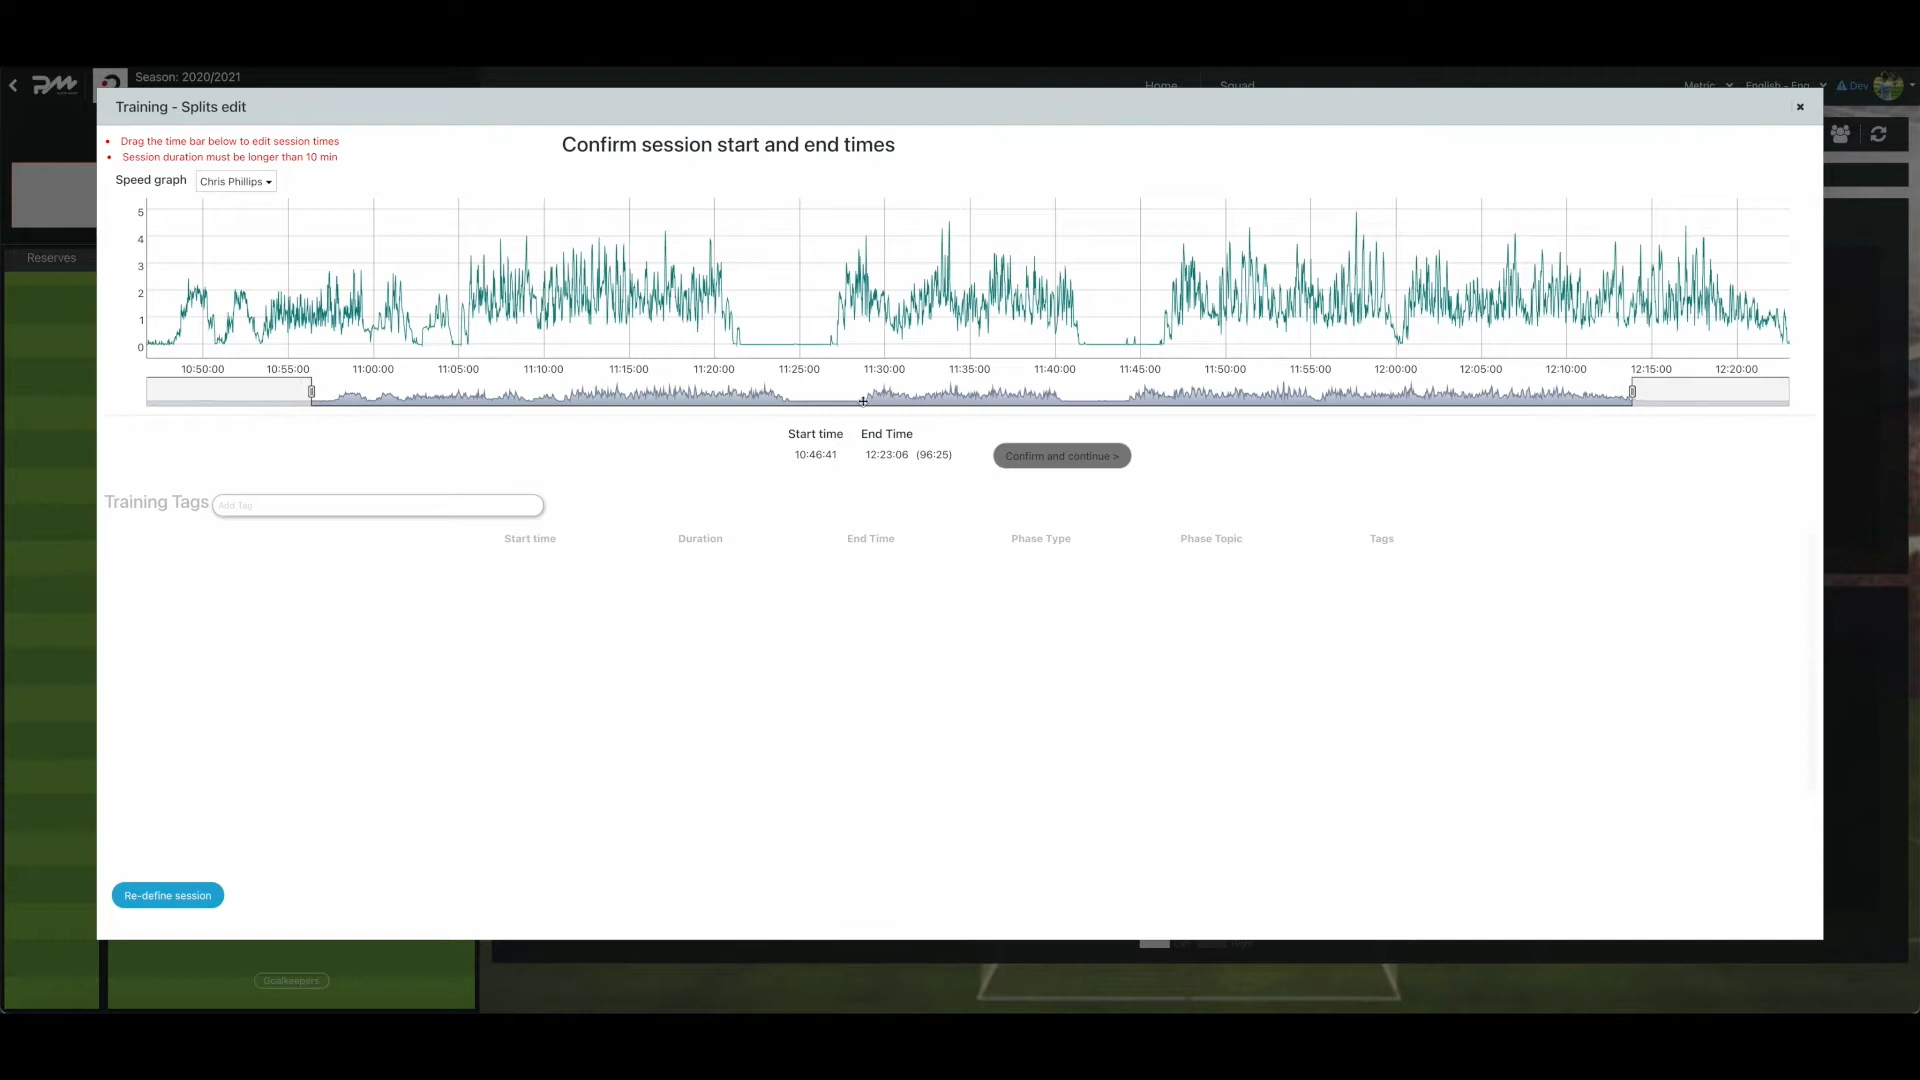 Season: 2020/2021
Home
Squad
Metric
English - Eng
Dev
Training - Splits edit
Drag the time bar below to edit session times
Session duration must be longer than 10 min
Confirm session start and end times
Speed graph
Chris Phillips
5
4
3
2
1
0
10:50:00 10:55:00 11:00:00 11:05:00 11:10:00 11:15:00 11:20:00 11:25:00 11:30:00 11:35:00 11:40:00 11:45:00 11:50:00 11:55:00 12:00:00 12:05:00 12:10:00 12:15:00 12:20:00
Reserves
Start time End Time
10:46:41 12:23:06 (96:25)
Confirm and continue >
Training Tags
Add Tag
Start time Duration End Time Phase Type Phase Topic Tags
Re-define session
Goalkeepers